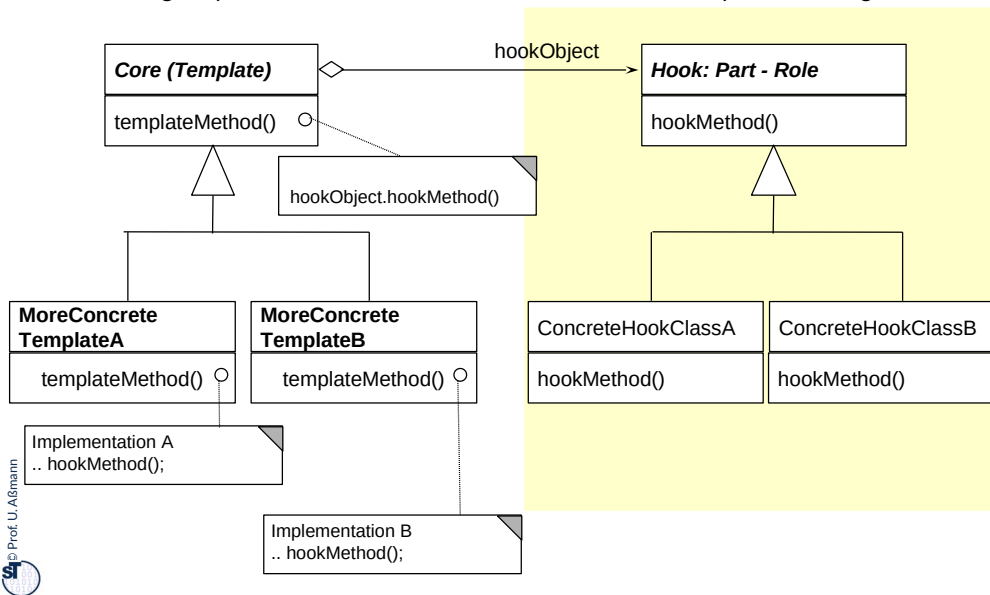 hookObject
Core (Template)
templateMethod()
Hook: Part - Role
hookMethod()
hookObject.hookMethod()
MoreConcrete
TemplateA
templateMethod()
MoreConcrete
TemplateB
templateMethod()
ConcreteHookClassA
hookMethod()
ConcreteHookClassB
hookMethod()
Implementation A
.. hookMethod();
Implementation B
.. hookMethod();
© Prof. U. Aßmann
ST